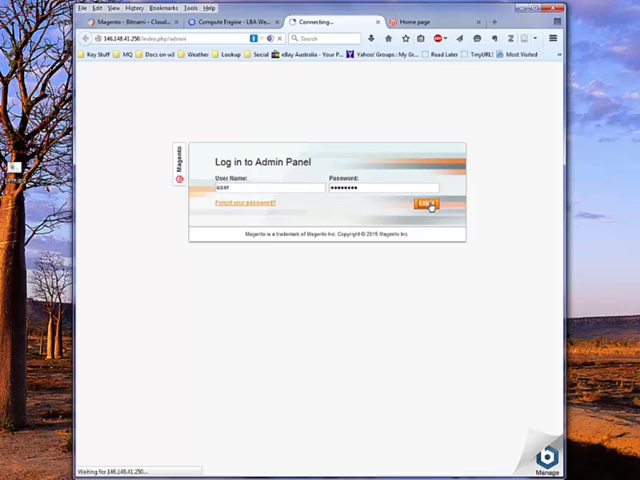 File Edit View History Bookmarks Tools Help
Magento - Bitnami - Cloud...
Compute Engine - LBA We...
Connecting...
Home page
146.148.41.250/index.php/admin
Search
Key Stuff
MQ
Docs on w8
Weather
Lookup
Social
eBay Australia - Your P...
Yahoo! Groups : My Gr...
Read Later
TinyURL!
Most Visited
Magento
Log in to Admin Panel
User Name:
Password:
user
••••••••
Forgot your password?
Magento is a trademark of Magento Inc. Copyright © 2015 Magento Inc.
Manage
Waiting for 146.148.41.250...